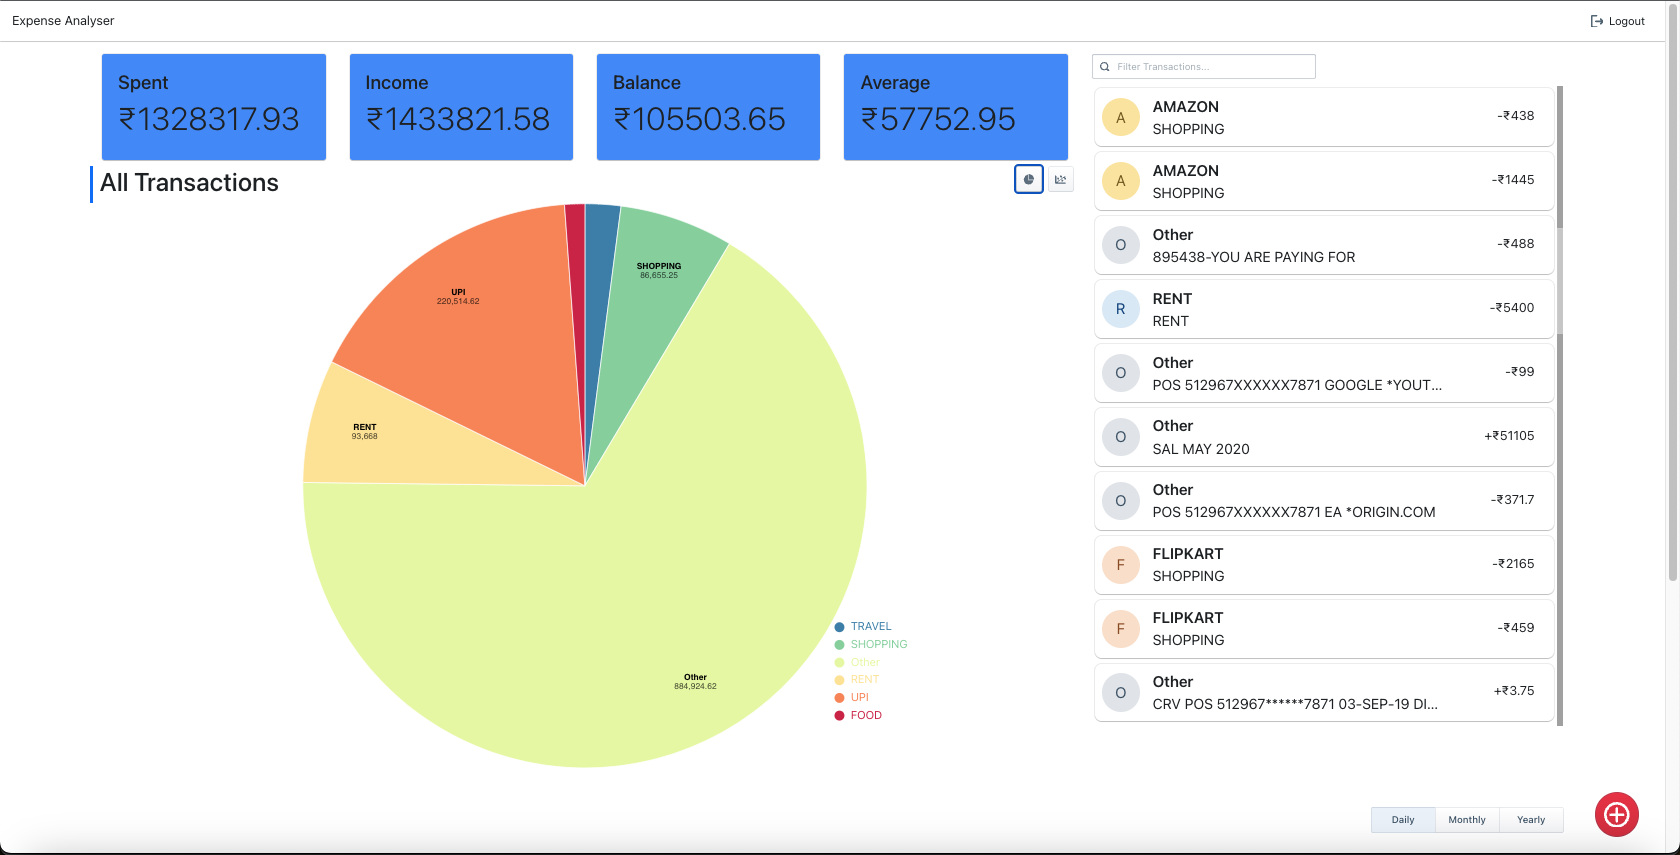 Expense Analyser
Logout
Spent
₹1328317.93
Income
₹1433821.58
Balance
₹105503.65
Average
₹57752.95
All Transactions
SHOPPING
86,655.25
UPI
220,514.62
RENT
93,668
Other
884,924.62
TRAVEL
SHOPPING
Other
RENT
UPI
FOOD
Filter Transactions...
A
AMAZON
SHOPPING
-₹438
A
AMAZON
SHOPPING
-₹1445
O
Other
895438-YOU ARE PAYING FOR
-₹488
R
RENT
RENT
-₹5400
O
Other
POS 512967XXXXXX7871 GOOGLE *YOUT...
-₹99
O
Other
SAL MAY 2020
+₹51105
O
Other
POS 512967XXXXXX7871 EA *ORIGIN.COM
-₹371.7
F
FLIPKART
SHOPPING
-₹2165
F
FLIPKART
SHOPPING
-₹459
O
Other
CRV POS 512967******7871 03-SEP-19 DI...
+₹3.75
Daily
Monthly
Yearly